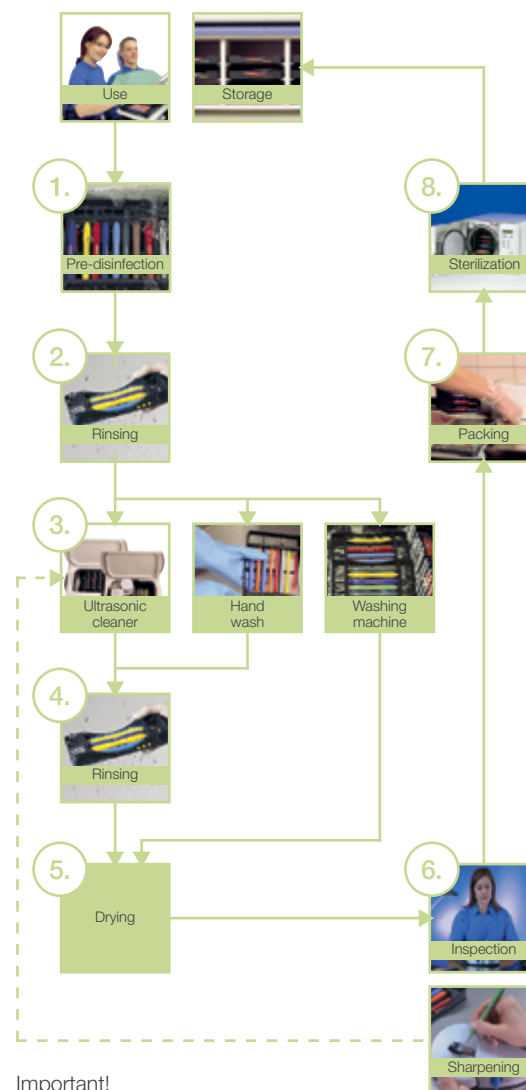 Use
Storage
1.
Pre-disinfection
8.
Sterilization
2.
Rinsing
7.
Packing
3.
Ultrasonic
cleaner
Hand
wash
Washing
machine
4.
Rinsing
5.
Drying
6.
Inspection
Sharpening
Important!